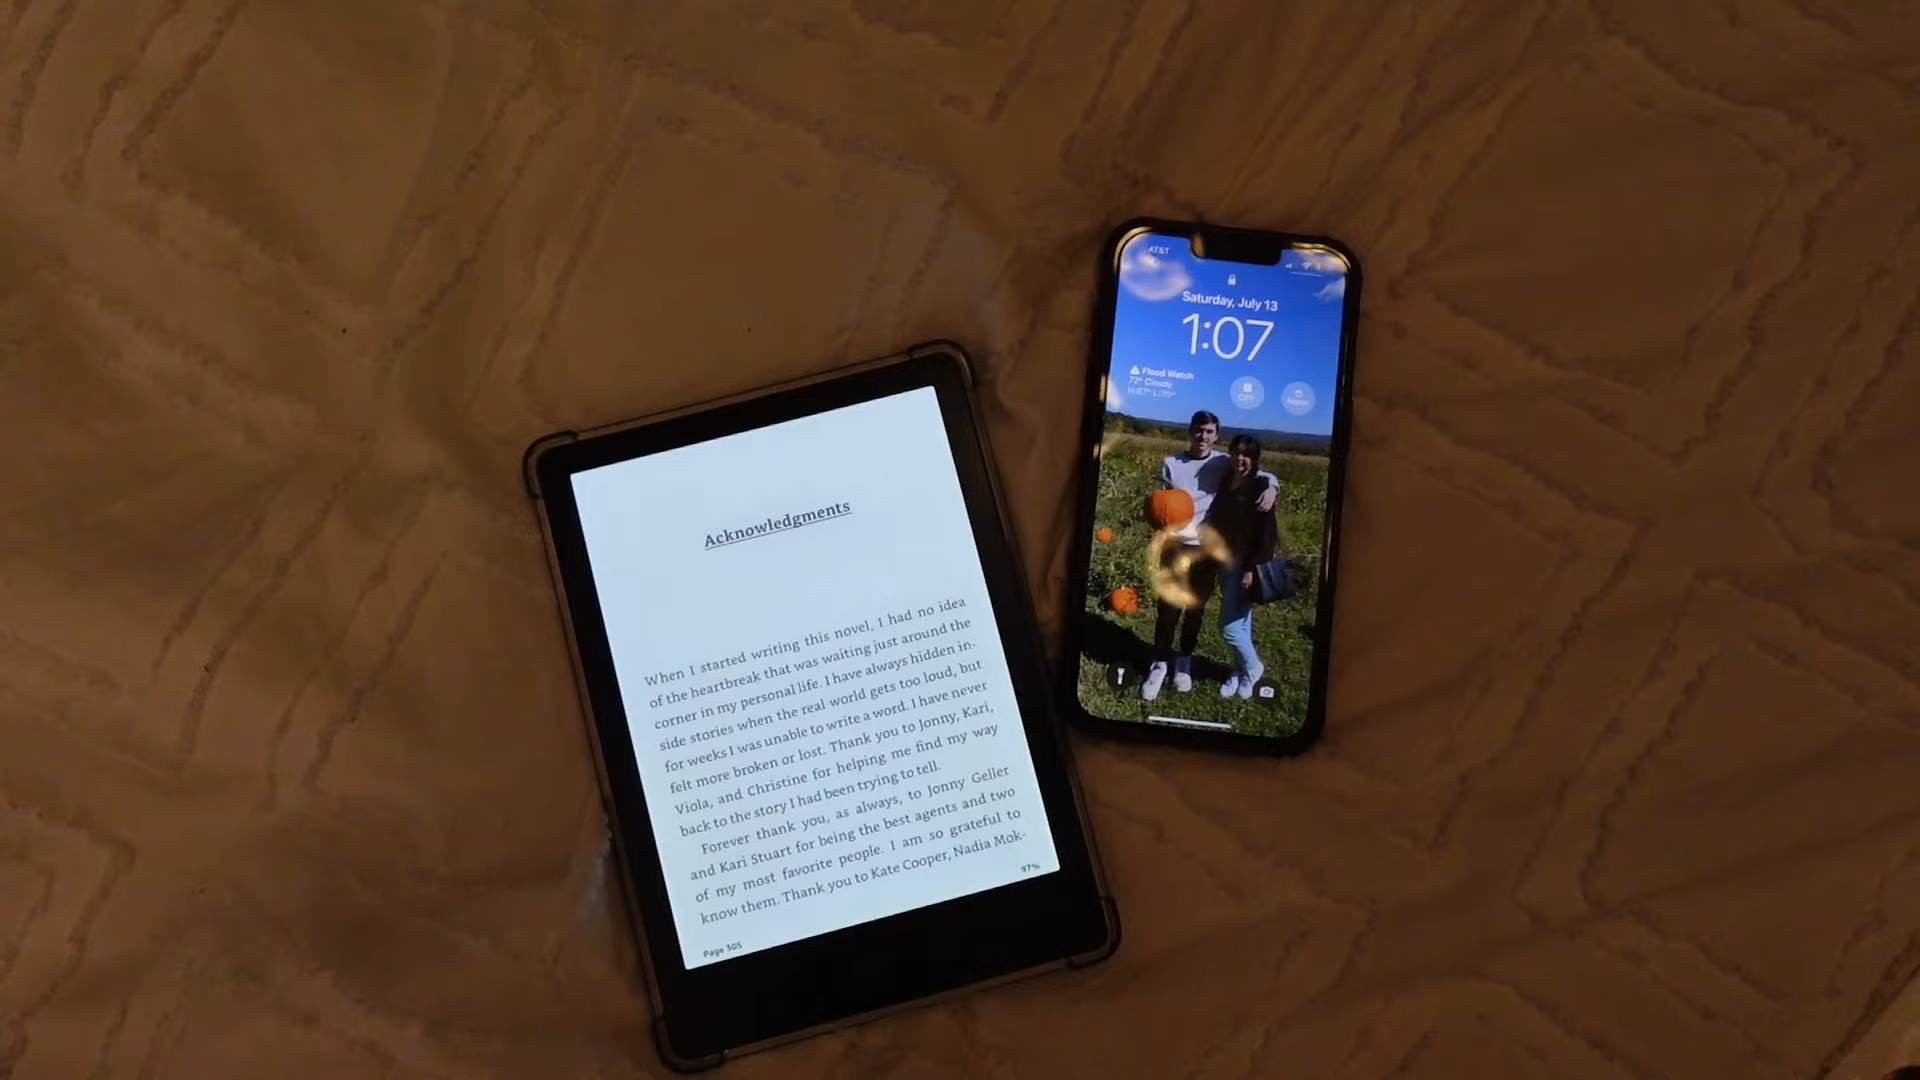 Acknowledgments
When I started writing this novel, I had no idea
of the heartbreak that was waiting just around the
corner in my personal life. I have always hidden in-
side stories when the real world gets too loud, but
for weeks I was unable to write a word. I have never
felt more broken or lost. Thank you to Jonny, Kari,
Viola, and Christine for helping me find my way
back to the story I had been trying to tell.
Forever thank you, as always, to Jonny Geller
and Kari Stuart for being the best agents and two
of my most favorite people. I am so grateful to
know them. Thank you to Kate Cooper, Nadia Mok-
Page 305
97%
AT&T
Saturday, July 13
1:07
Flood Watch
72° Cloudy
H:87° L:70°
OFF